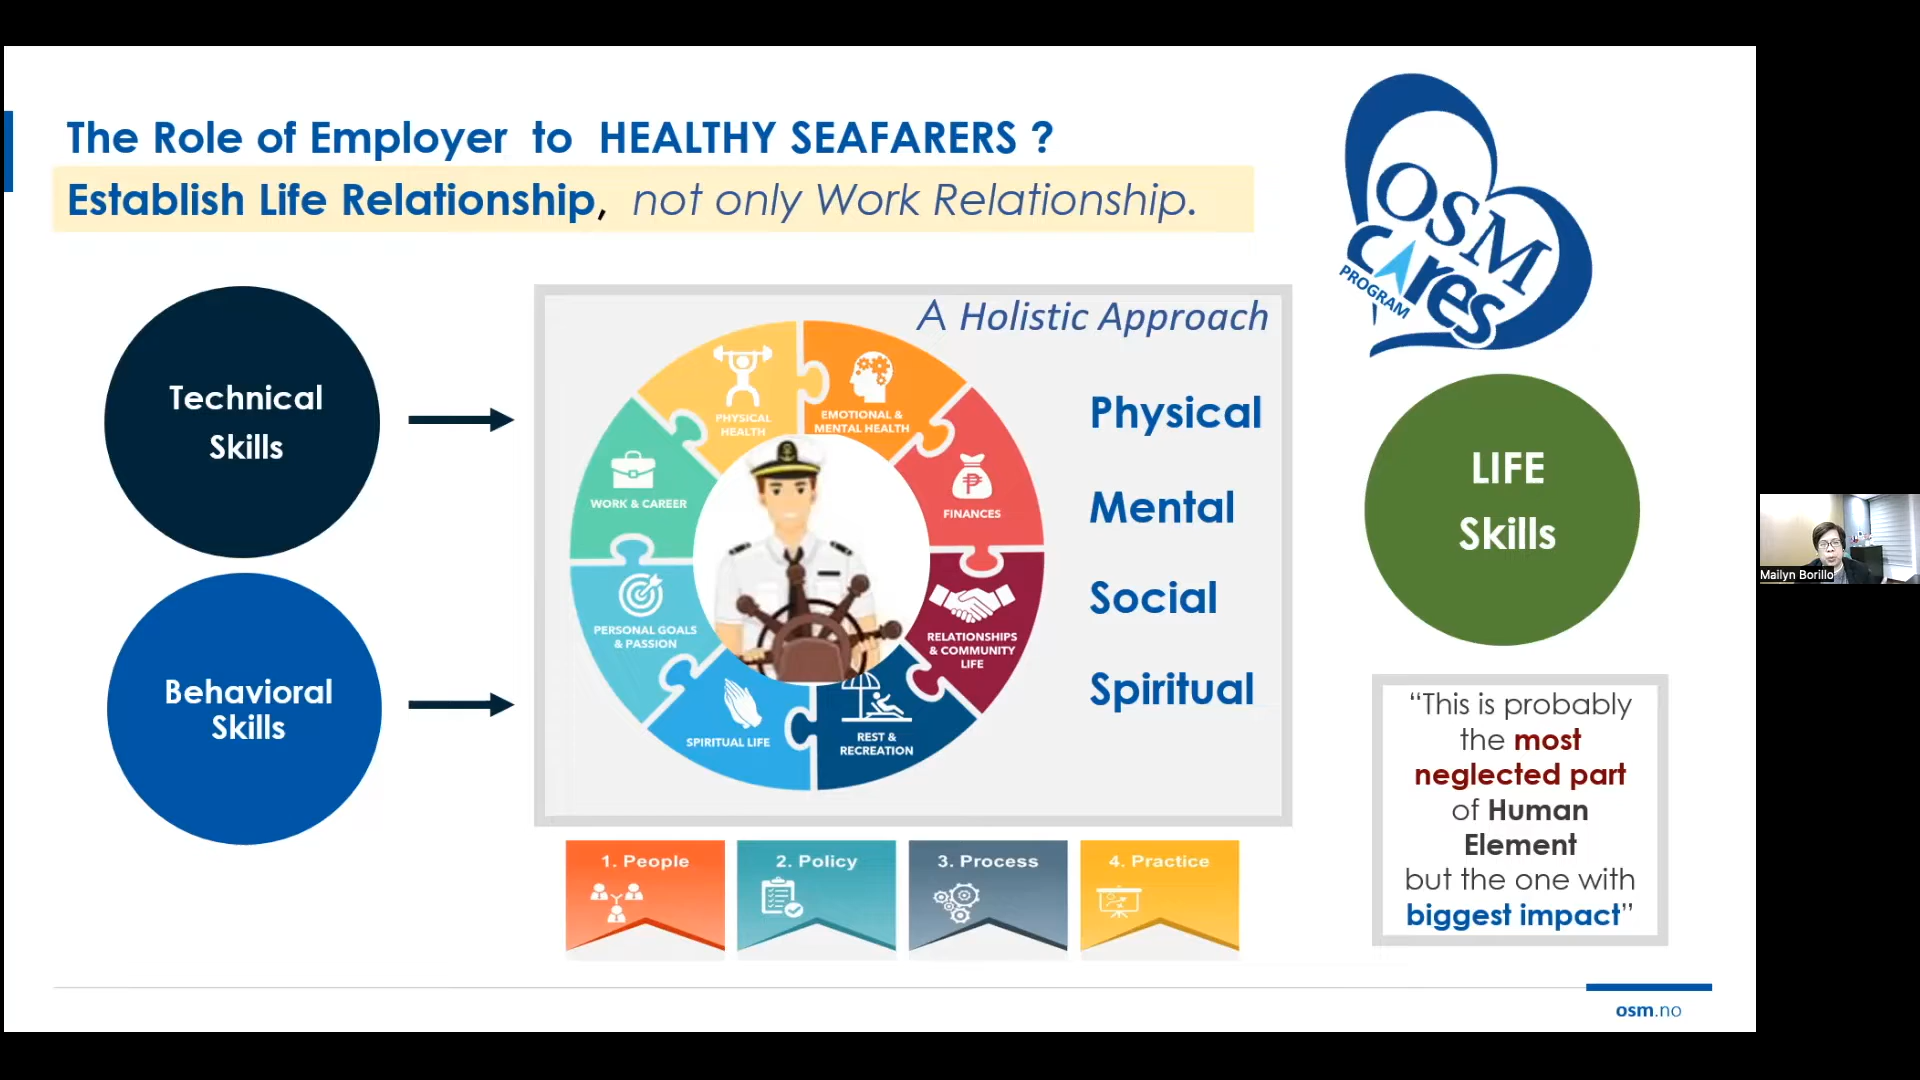 The Role of Employer to HEALTHY SEAFARERS ?
Establish Life Relationship, not only Work Relationship.
OSM
cares
PROGRAM
Technical
Skills
Behavioral
Skills
A Holistic Approach
PHYSICAL
HEALTH
EMOTIONAL &
MENTAL HEALTH
WORK & CAREER
FINANCES
PERSONAL GOALS
& PASSION
RELATIONSHIPS
& COMMUNITY
LIFE
SPIRITUAL LIFE
REST &
RECREATION
Physical
Mental
Social
Spiritual
LIFE
Skills
“This is probably
the most
neglected part
of Human
Element
but the one with
biggest impact”
1. People
2. Policy
3. Process
4. Practice
osm.no
Mailyn Borillo